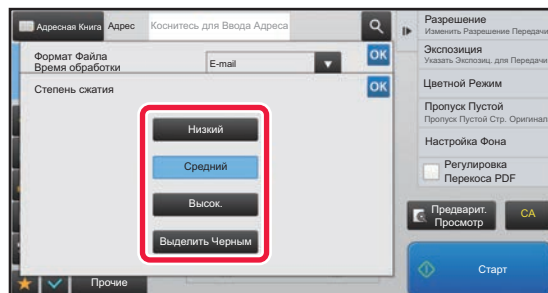 Адресная Книга
Адрес
Коснитесь для Ввода Адреса
Формат Файла
Время обработки
E-mail
OK
Степень сжатия
OK
Низкий
Средний
Высок.
Выделить Черным
Прочие
Разрешение
Изменить Разрешение Передачи
Экспозиция
Указать Экспозиц. для Передачи
Цветной Режим
Пропуск Пустой
Пропуск Пустой Стр. Оригинал
Настройка Фона
Регулировка
Перекоса PDF
Предварит.
Просмотр
CA
Старт